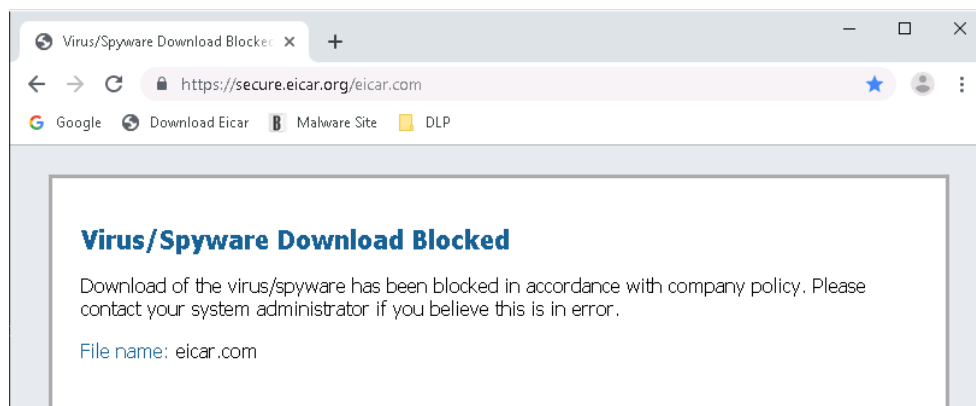 Virus/Spyware Download Blocked
https://secure.eicar.org/eicar.com
Google Download Eicar B Malware Site DLP
Virus/Spyware Download Blocked
Download of the virus/spyware has been blocked in accordance with company policy. Please
contact your system administrator if you believe this is in error.
File name: eicar.com